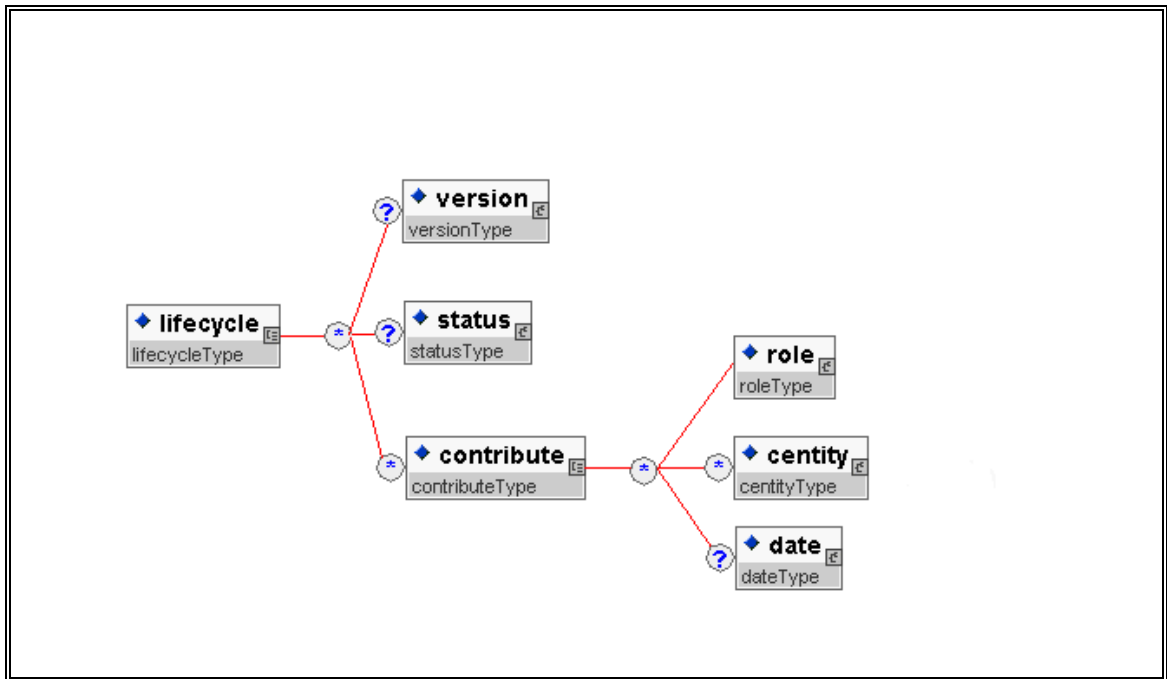 version
versionType
?
lifecycle
lifecycleType
*
?
status
statusType
*
contribute
contributeType
*
role
roleType
*
centity
centityType
?
date
dateType